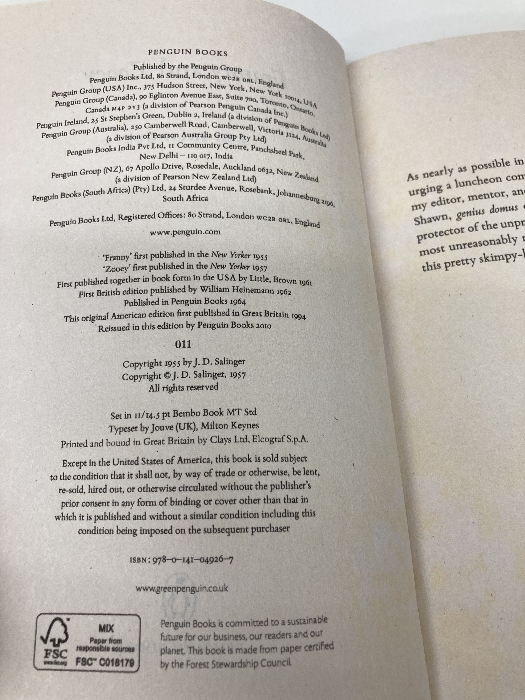 PENGUIN BOOKS
Published by the Penguin Group
Penguin Books Ltd, 80 Strand, London WC2R 0RL, England
Penguin Group (USA) Inc., 375 Hudson Street, New York, New York 10014, USA
Penguin Group (Canada), 90 Eglinton Avenue East, Suite 700, Toronto, Ontario,
Canada M4P 2Y3 (a division of Pearson Penguin Canada Inc.)
Penguin Ireland, 25 St Stephen's Green, Dublin 2, Ireland (a division of Penguin Books Ltd)
Penguin Group (Australia), 250 Camberwell Road, Camberwell, Victoria 3124, Australia
(a division of Pearson Australia Group Pty Ltd)
Penguin Books India Pvt Ltd, 11 Community Centre, Panchsheel Park,
New Delhi – 110 017, India
Penguin Group (NZ), 67 Apollo Drive, Rosedale, Auckland 0632, New Zealand
(a division of Pearson New Zealand Ltd)
Penguin Books (South Africa) (Pty) Ltd, 24 Sturdee Avenue, Rosebank, Johannesburg 2196,
South Africa
Penguin Books Ltd, Registered Offices: 80 Strand, London WC2R 0RL, England
www.penguin.com
'Franny' first published in the New Yorker 1955
'Zooey' first published in the New Yorker 1957
First published together in book form in the USA by Little, Brown 1961
First British edition published by William Heinemann 1962
Published in Penguin Books 1964
This original American edition first published in Great Britain 1994
Reissued in this edition by Penguin Books 2010
011
Copyright 1955 by J. D. Salinger
Copyright © J. D. Salinger, 1957
All rights reserved
Set in 11/14.5 pt Bembo Book MT Std
Typeset by Jouve (UK), Milton Keynes
Printed and bound in Great Britain by Clays Ltd, Elcograf S.p.A.
Except in the United States of America, this book is sold subject
to the condition that it shall not, by way of trade or otherwise, be lent,
re-sold, hired out, or otherwise circulated without the publisher's
prior consent in any form of binding or cover other than that in
which it is published and without a similar condition including this
condition being imposed on the subsequent purchaser
ISBN: 978-0-141-04926-7
www.greenpenguin.co.uk
FSC
MIX
Paper from
responsible sources
FSC™ C018179
Penguin Books is committed to a sustainable
future for our business, our readers and our
planet. This book is made from paper certified
by the Forest Stewardship Council.
As nearly as possible in
urging a luncheon com
my editor, mentor, an
Shawn, genius domus
protector of the unpr
most unreasonably
this pretty skimpy-